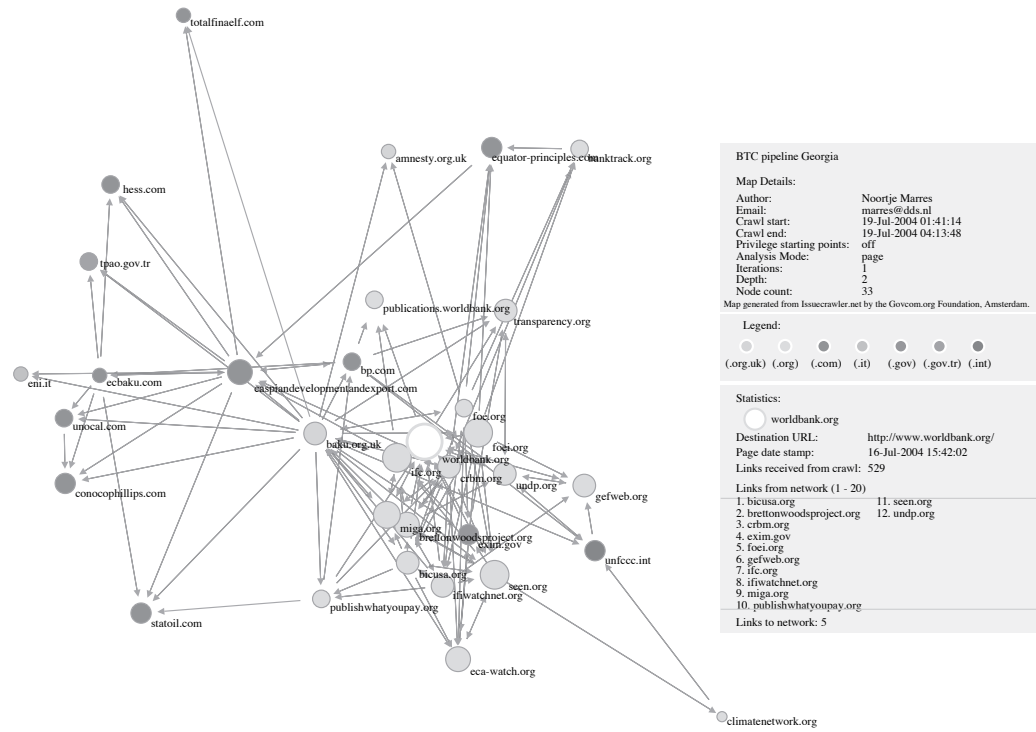 totalfinaelf.com
amnesty.org.uk
equator-principles.com
banktrack.org
hess.com
tpao.gov.tr
publications.worldbank.org
transparency.org
bp.com
eni.it
ecbaku.com
caspiandevelopmentandexport.com
foe.org
unocal.com
baku.org.uk
foei.org
worldbank.org
ifc.org
crbm.org
undp.org
conocophillips.com
gefweb.org
miga.org
brettonwoodsproject.org
exim.gov
unfccc.int
bicusa.org
seen.org
ifiwatchnet.org
publishwhatyoupay.org
statoil.com
eca-watch.org
climatenetwork.org
BTC pipeline Georgia
Map Details:
Author: Noortje Marres
Email: marres@dds.nl
Crawl start: 19-Jul-2004 01:41:14
Crawl end: 19-Jul-2004 04:13:48
Privilege starting points: off
Analysis Mode: page
Iterations: 1
Depth: 2
Node count: 33
Map generated from Issuecrawler.net by the Govcom.org Foundation, Amsterdam.
Legend:
(.org.uk) (.org) (.com) (.it) (.gov) (.gov.tr) (.int)
Statistics:
worldbank.org
Destination URL: http://www.worldbank.org/
Page date stamp: 16-Jul-2004 15:42:02
Links received from crawl: 529
Links from network (1 - 20)
1. bicusa.org 11. seen.org
2. brettonwoodsproject.org 12. undp.org
3. crbm.org
4. exim.gov
5. foei.org
6. gefweb.org
7. ifc.org
8. ifiwatchnet.org
9. miga.org
10. publishwhatyoupay.org
Links to network: 5